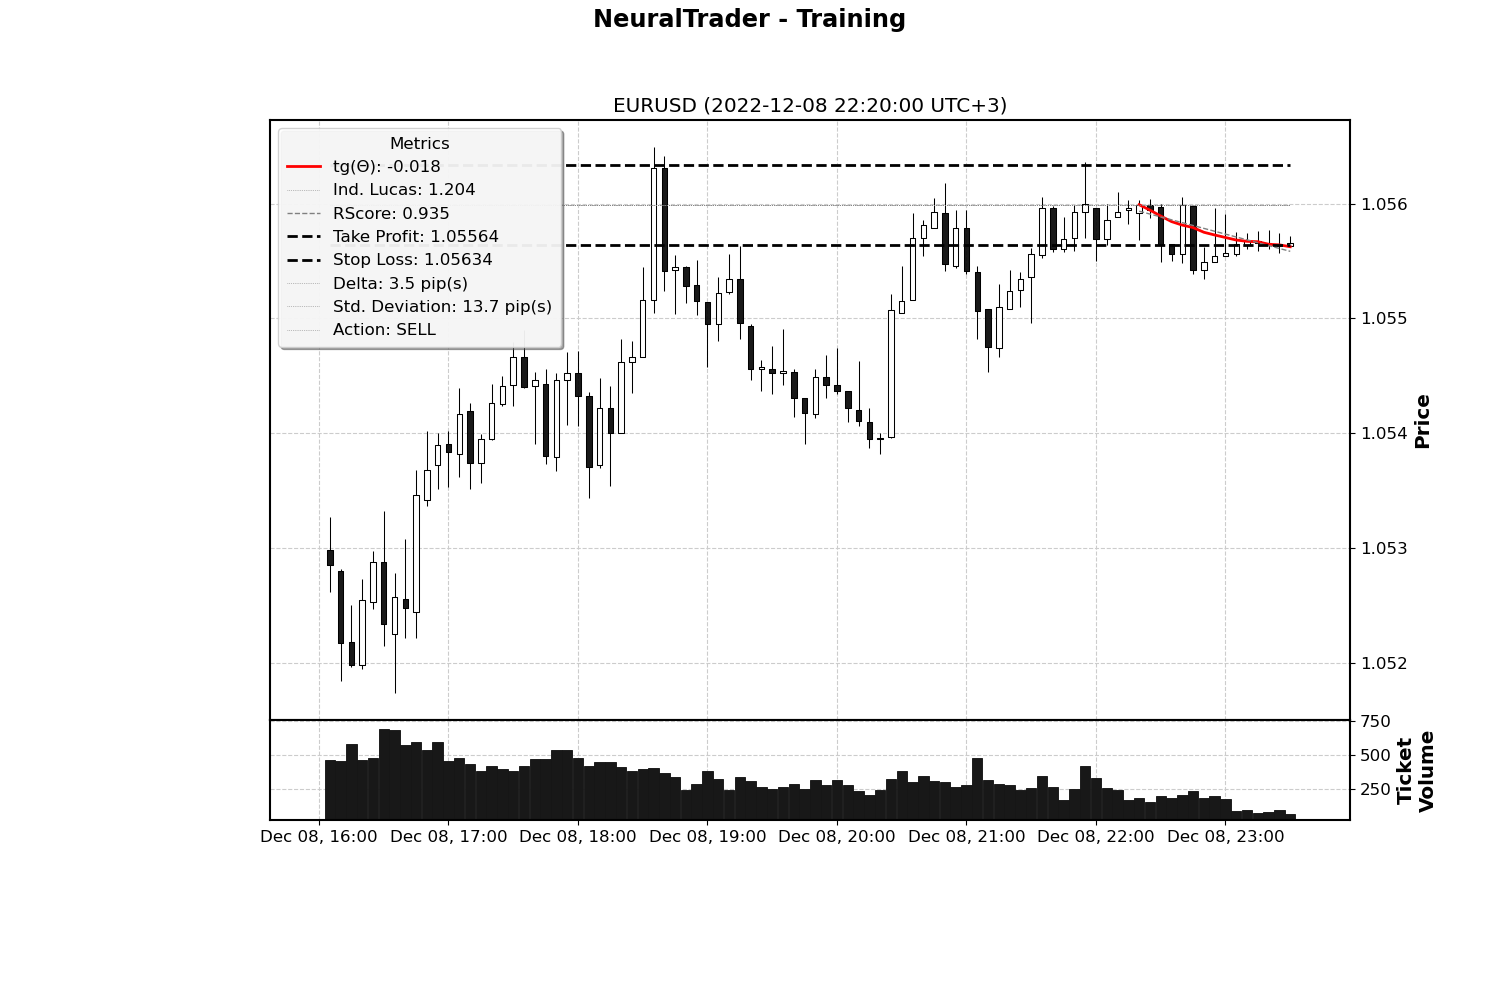 NeuralTrader - Training
EURUSD (2022-12-08 22:20:00 UTC+3)
Metrics
tg(Θ): -0.018
Ind. Lucas: 1.204
RScore: 0.935
Take Profit: 1.05564
Stop Loss: 1.05634
Delta: 3.5 pip(s)
Std. Deviation: 13.7 pip(s)
Action: SELL
1.056
1.055
1.054
1.053
1.052
Price
750
500
250
Ticket
Volume
Dec 08, 16:00 Dec 08, 17:00 Dec 08, 18:00 Dec 08, 19:00 Dec 08, 20:00 Dec 08, 21:00 Dec 08, 22:00 Dec 08, 23:00